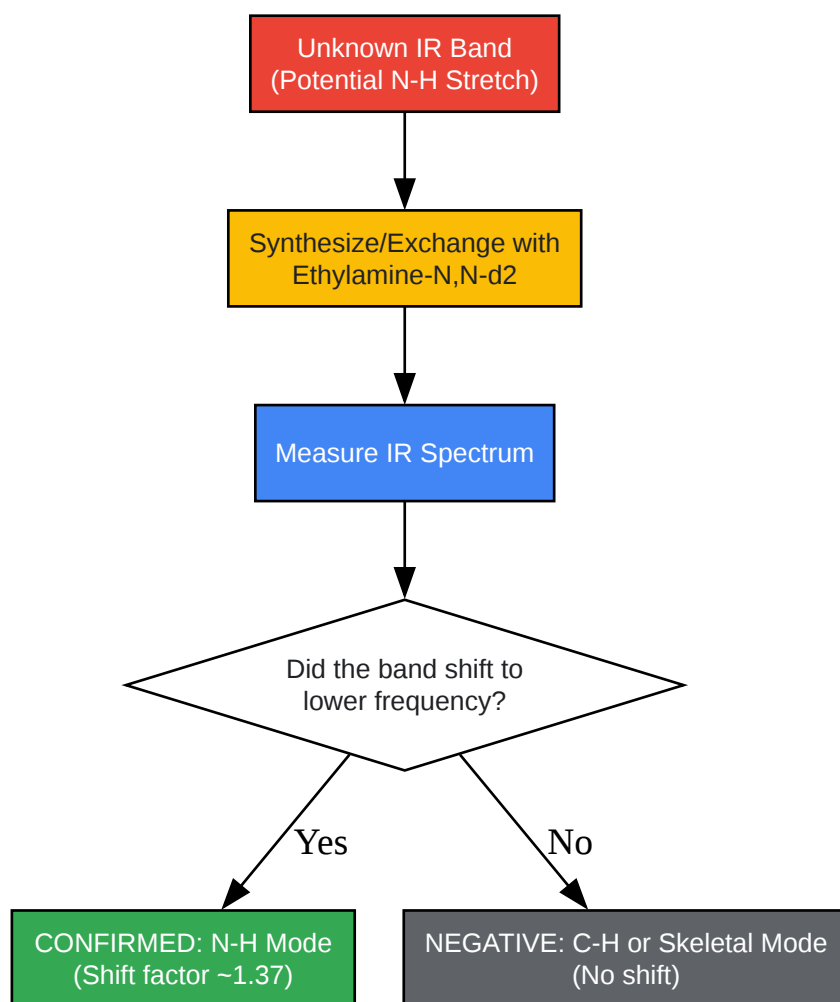 Unknown IR Band
(Potential N-H Stretch)
Synthesize/Exchange with
Ethylamine-N,N-d2
Measure IR Spectrum
Did the band shift to
lower frequency?
Yes
No
CONFIRMED: N-H Mode
(Shift factor ~1.37)
NEGATIVE: C-H or Skeletal Mode
(No shift)